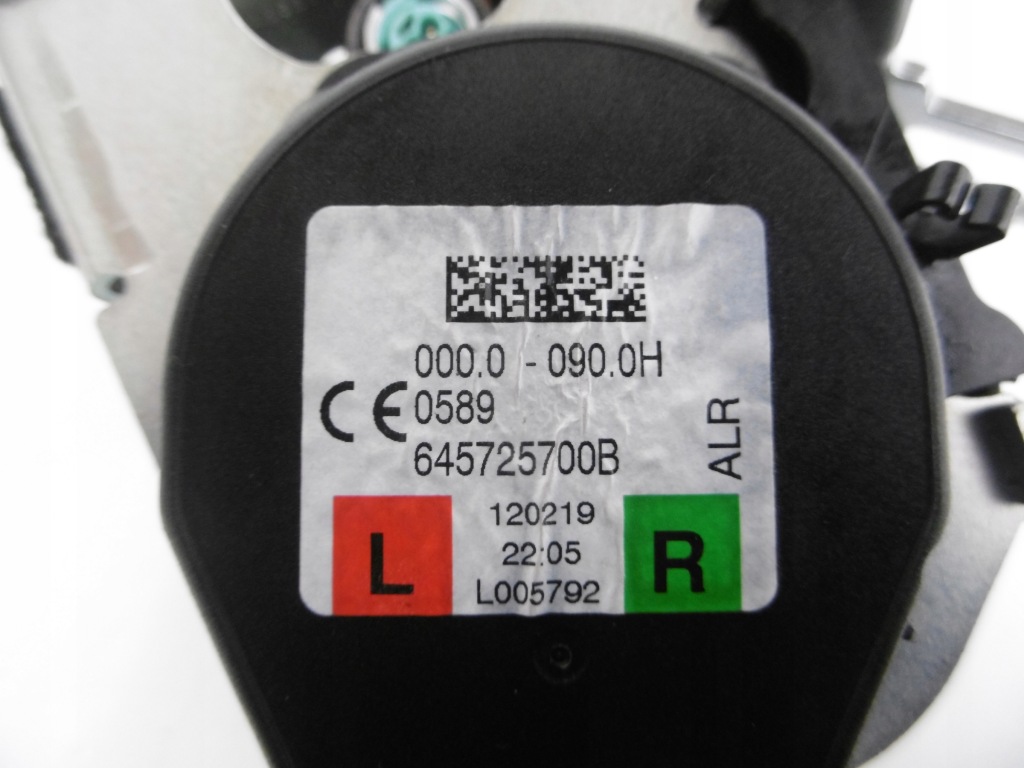 000.0 - 090.0H
CE 0589
645725700B
ALR
L
120219
22:05
L005792
R